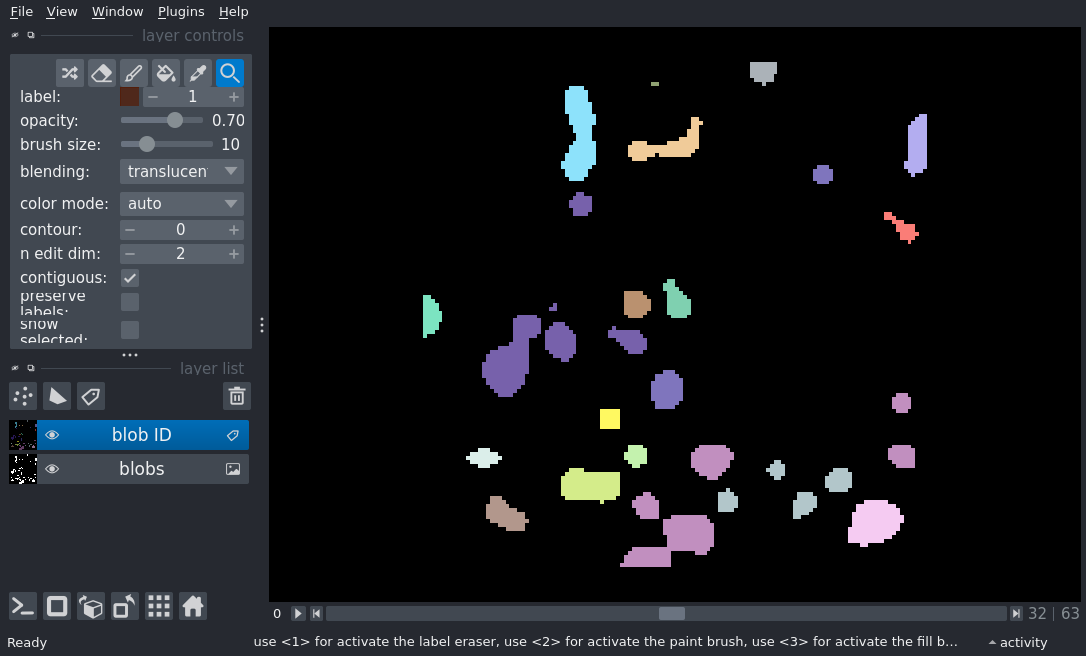 File View Window Plugins Help
layer controls
label: 1
opacity: 0.70
brush size: 10
blending: translucen
color mode: auto
contour: 0
n edit dim: 2
contiguous:
preserve
labels:
show
selected:
layer list
blob ID
blobs
0 32 63
Ready use <1> for activate the label eraser, use <2> for activate the paint brush, use <3> for activate the fill b... activity